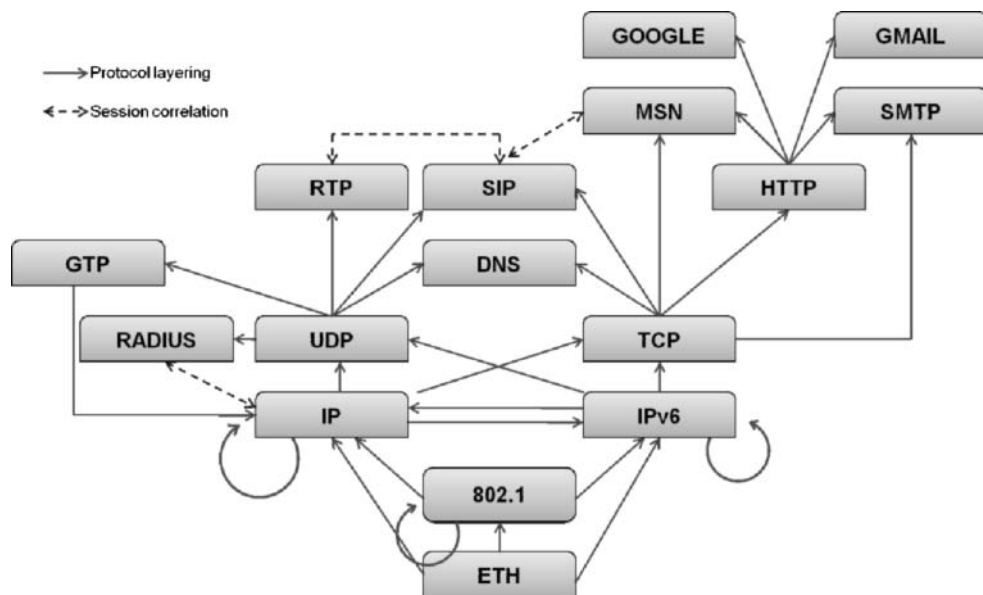 GOOGLE
GMAIL
Protocol layering
Session correlation
MSN
SMTP
RTP
SIP
HTTP
GTP
DNS
RADIUS
UDP
TCP
IP
IPv6
802.1
ETH